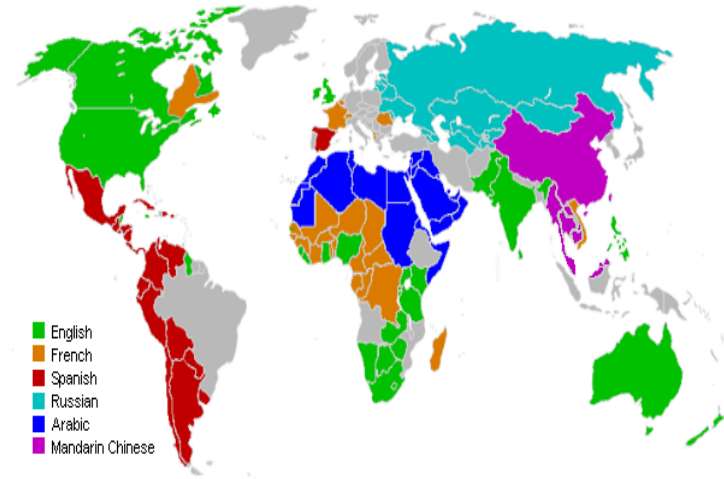 English
French
Spanish
Russian
Arabic
Mandarin Chinese